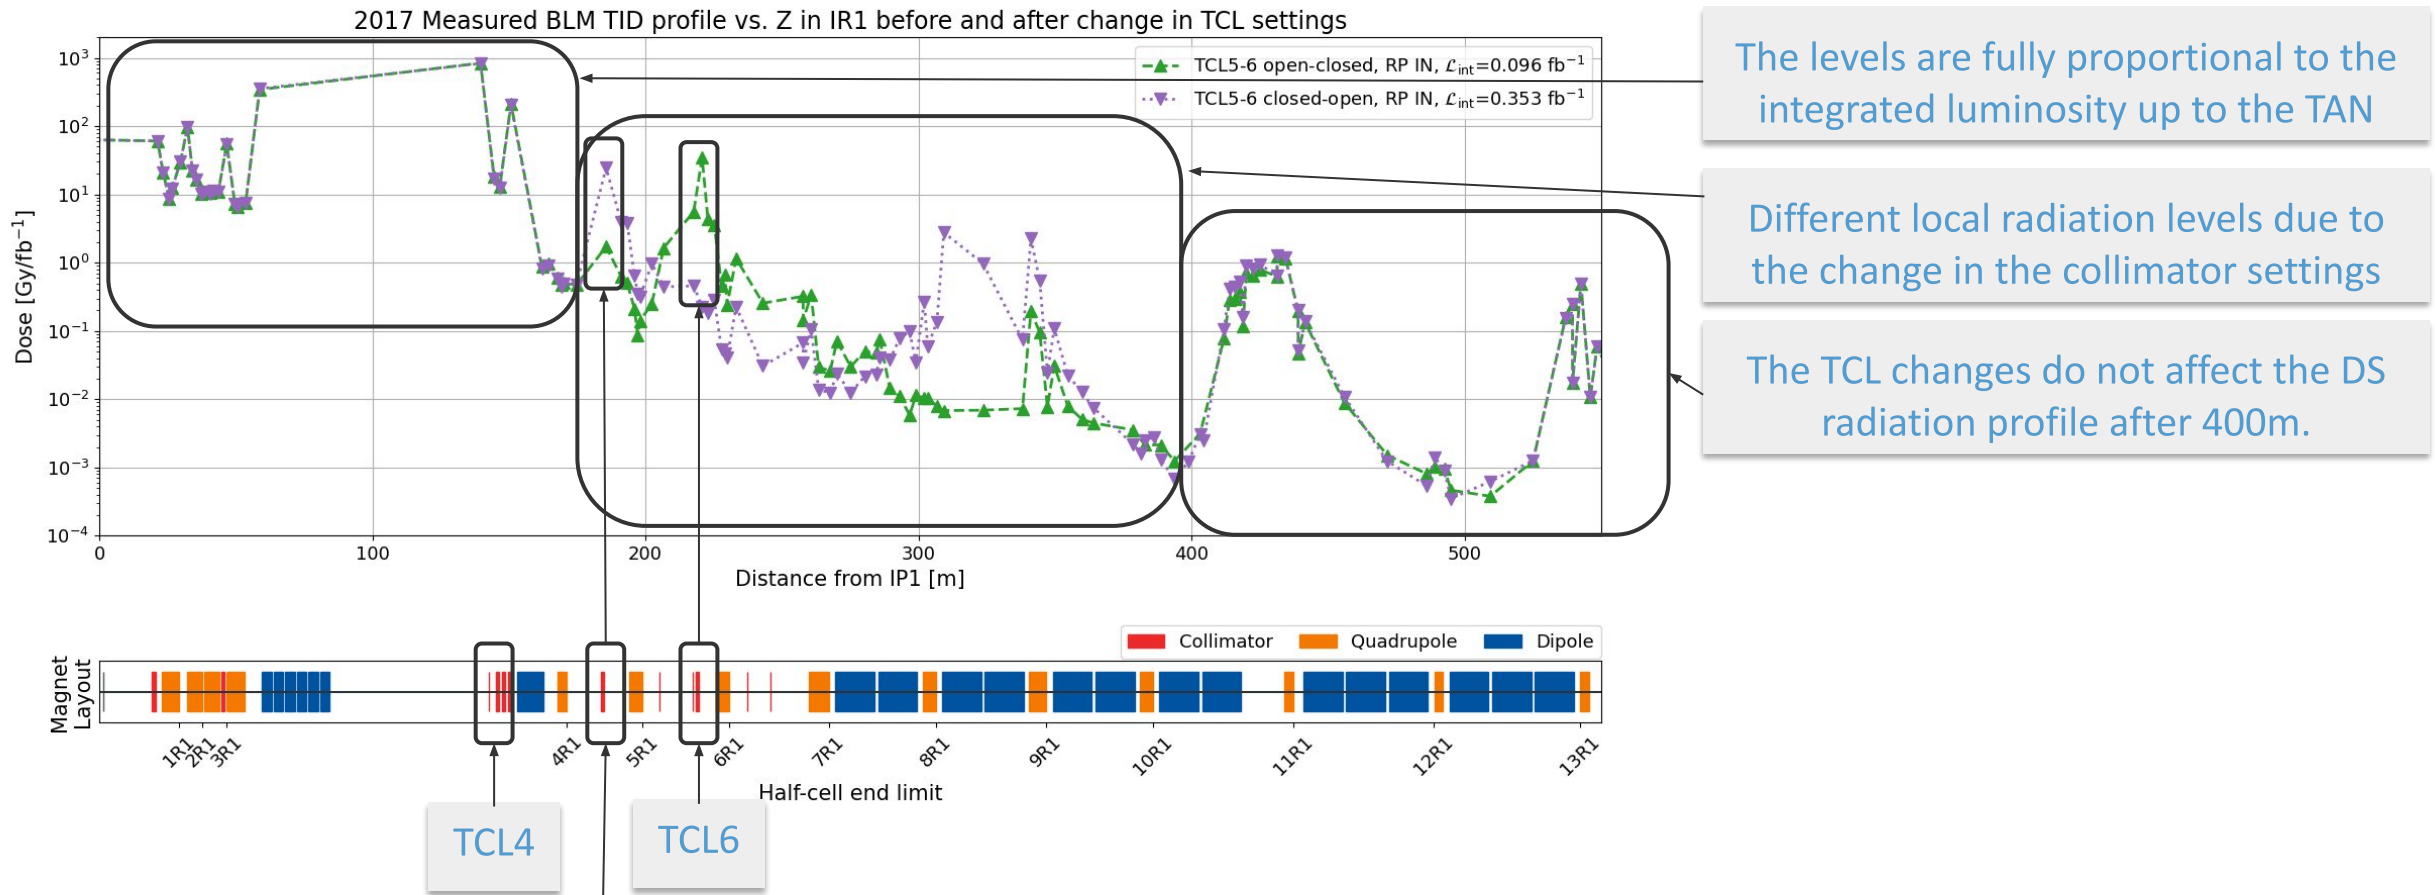 2017 Measured BLM TID profile vs. Z in IR1 before and after change in TCL settings
Dose [Gy/fb⁻¹]
10³
10²
10¹
10⁰
10⁻¹
10⁻²
10⁻³
10⁻⁴
TCL5-6 open-closed, RP IN, ℒint=0.096 fb⁻¹
TCL5-6 closed-open, RP IN, ℒint=0.353 fb⁻¹
0 100 200 300 400 500
Distance from IP1 [m]
The levels are fully proportional to the
integrated luminosity up to the TAN
Different local radiation levels due to
the change in the collimator settings
The TCL changes do not affect the DS
radiation profile after 400m.
Collimator Quadrupole Dipole
Magnet
Layout
1R1 2R1 3R1 4R1 5R1 6R1 7R1 8R1 9R1 10R1 11R1 12R1 13R1
Half-cell end limit
TCL4
TCL6